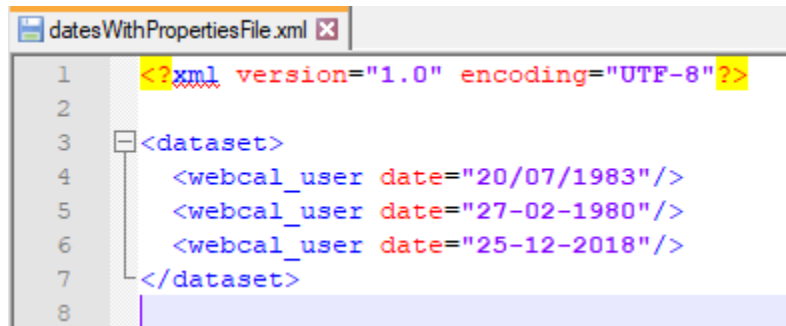 datesWithPropertiesFile.xml
1 <?xml version="1.0" encoding="UTF-8"?>
2
3 <dataset>
4 <webcal_user date="20/07/1983"/>
5 <webcal_user date="27-02-1980"/>
6 <webcal_user date="25-12-2018"/>
7 </dataset>
8